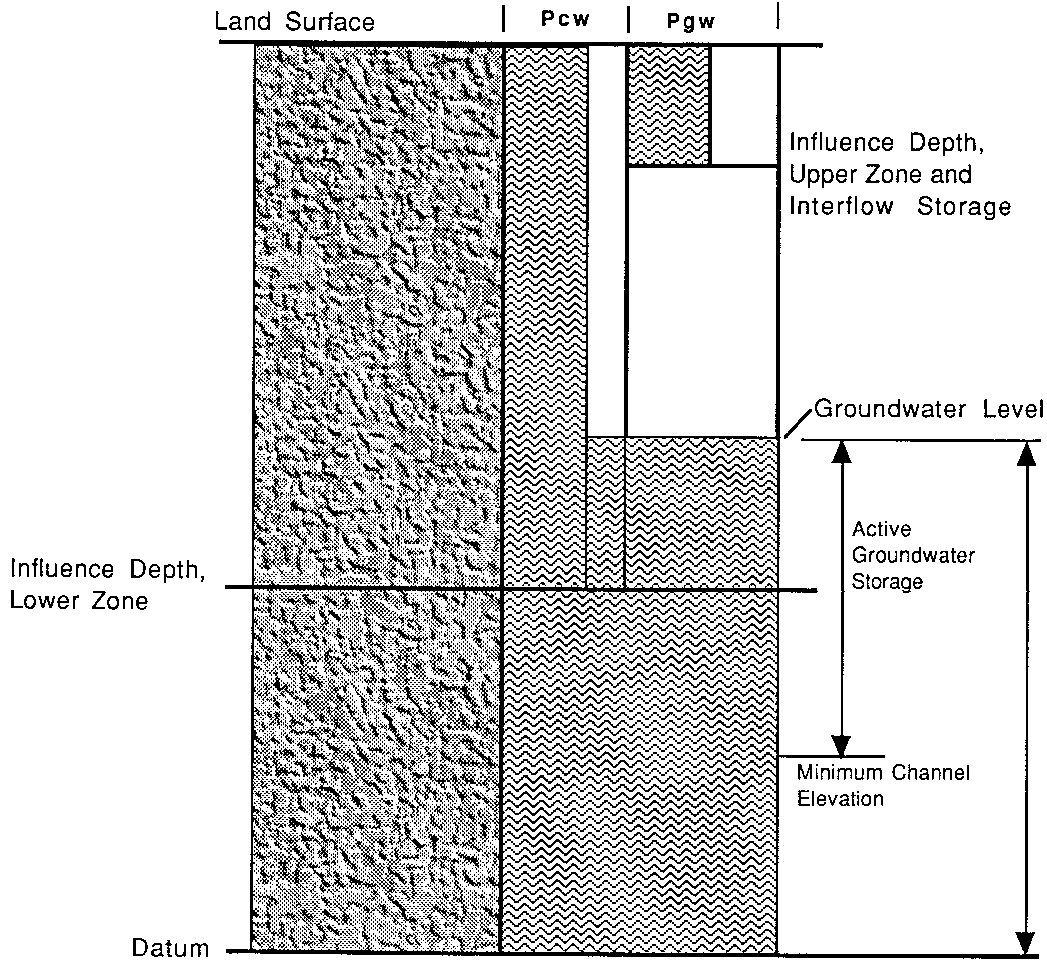 Land Surface
Pcw
Pgw
Influence Depth,
Upper Zone and
Interflow Storage
Groundwater Level
Active
Groundwater
Storage
Influence Depth,
Lower Zone
Minimum Channel
Elevation
Datum